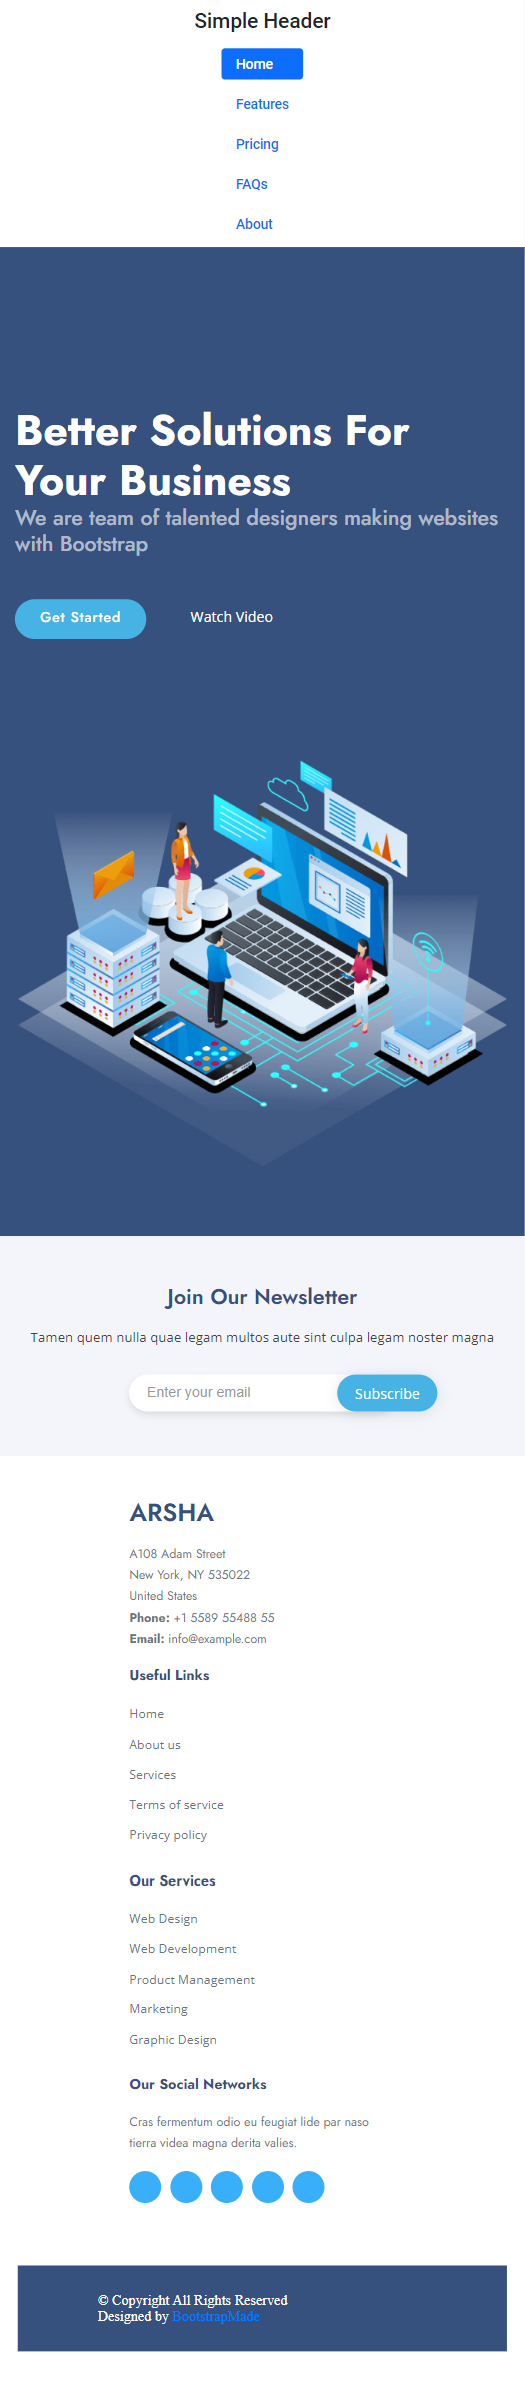 Simple Header
Home
Features
Pricing
FAQs
About
Better Solutions For
Your Business
We are team of talented designers making websites
with Bootstrap
Get Started
Watch Video
Join Our Newsletter
Tamen quem nulla quae legam multos aute sint culpa legam noster magna
Enter your email
Subscribe
ARSHA
A108 Adam Street
New York, NY 535022
United States
Phone: +1 5589 55488 55
Email: info@example.com
Useful Links
Home
About us
Services
Terms of service
Privacy policy
Our Services
Web Design
Web Development
Product Management
Marketing
Graphic Design
Our Social Networks
Cras fermentum odio eu feugiat lide par naso
tierra videa magna derita valies.
© Copyright All Rights Reserved
Designed by BootstrapMade